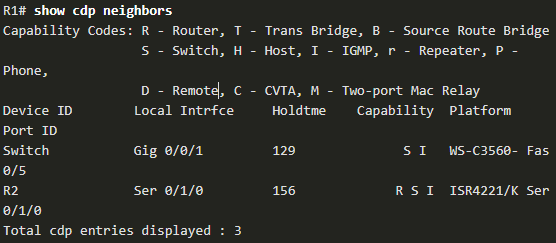 R1# show cdp neighbors
Capability Codes: R - Router, T - Trans Bridge, B - Source Route Bridge
S - Switch, H - Host, I - IGMP, r - Repeater, P -
Phone,
D - Remote, C - CVTA, M - Two-port Mac Relay
Device ID Local Intrfce Holdtme Capability Platform
Port ID
Switch Gig 0/0/1 129 S I WS-C3560- Fas
0/5
R2 Ser 0/1/0 156 R S I ISR4221/K Ser
0/1/0
Total cdp entries displayed : 3